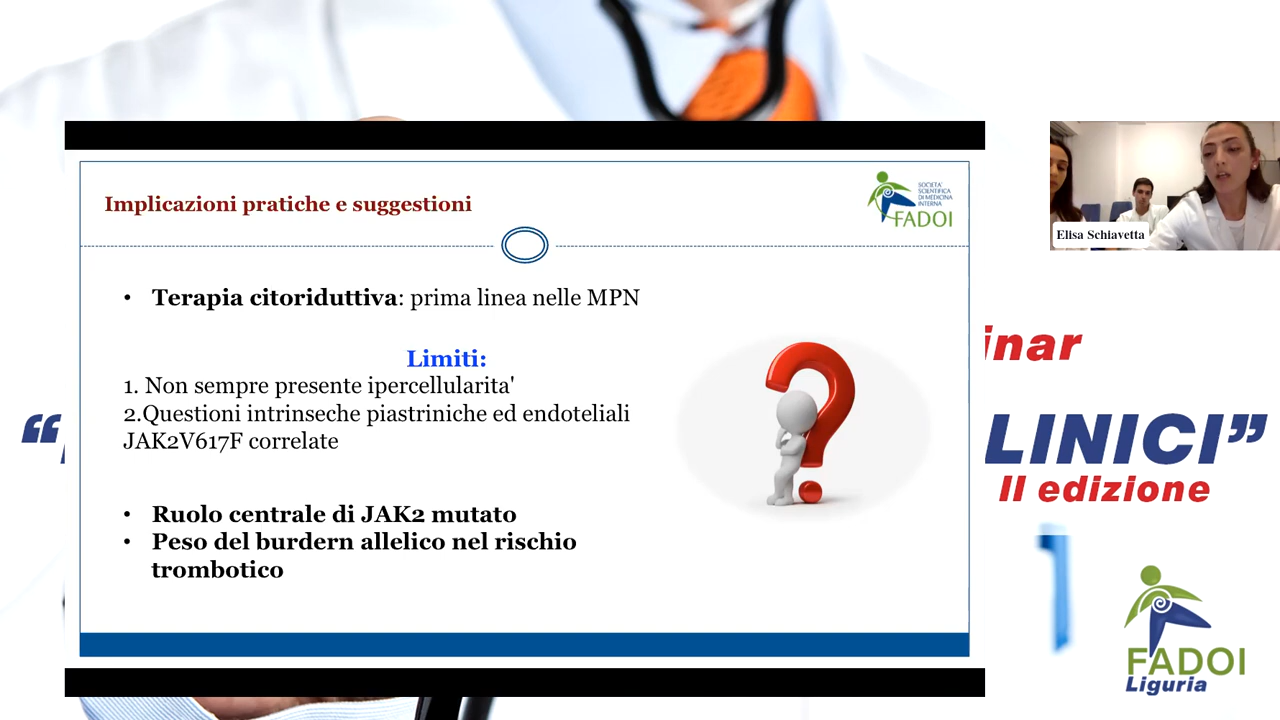 Implicazioni pratiche e suggestioni
SOCIETA'
SCIENTIFICA
DI MEDICINA
INTERNA
FADOI
• Terapia citoriduttiva: prima linea nelle MPN
Limiti:
1. Non sempre presente ipercellularita'
2.Questioni intrinseche piastriniche ed endoteliali
JAK2V617F correlate
• Ruolo centrale di JAK2 mutato
• Peso del burdern allelico nel rischio
trombotico
Elisa Schiavetta
inar
“
LINICI”
II edizione
FADOI
Liguria